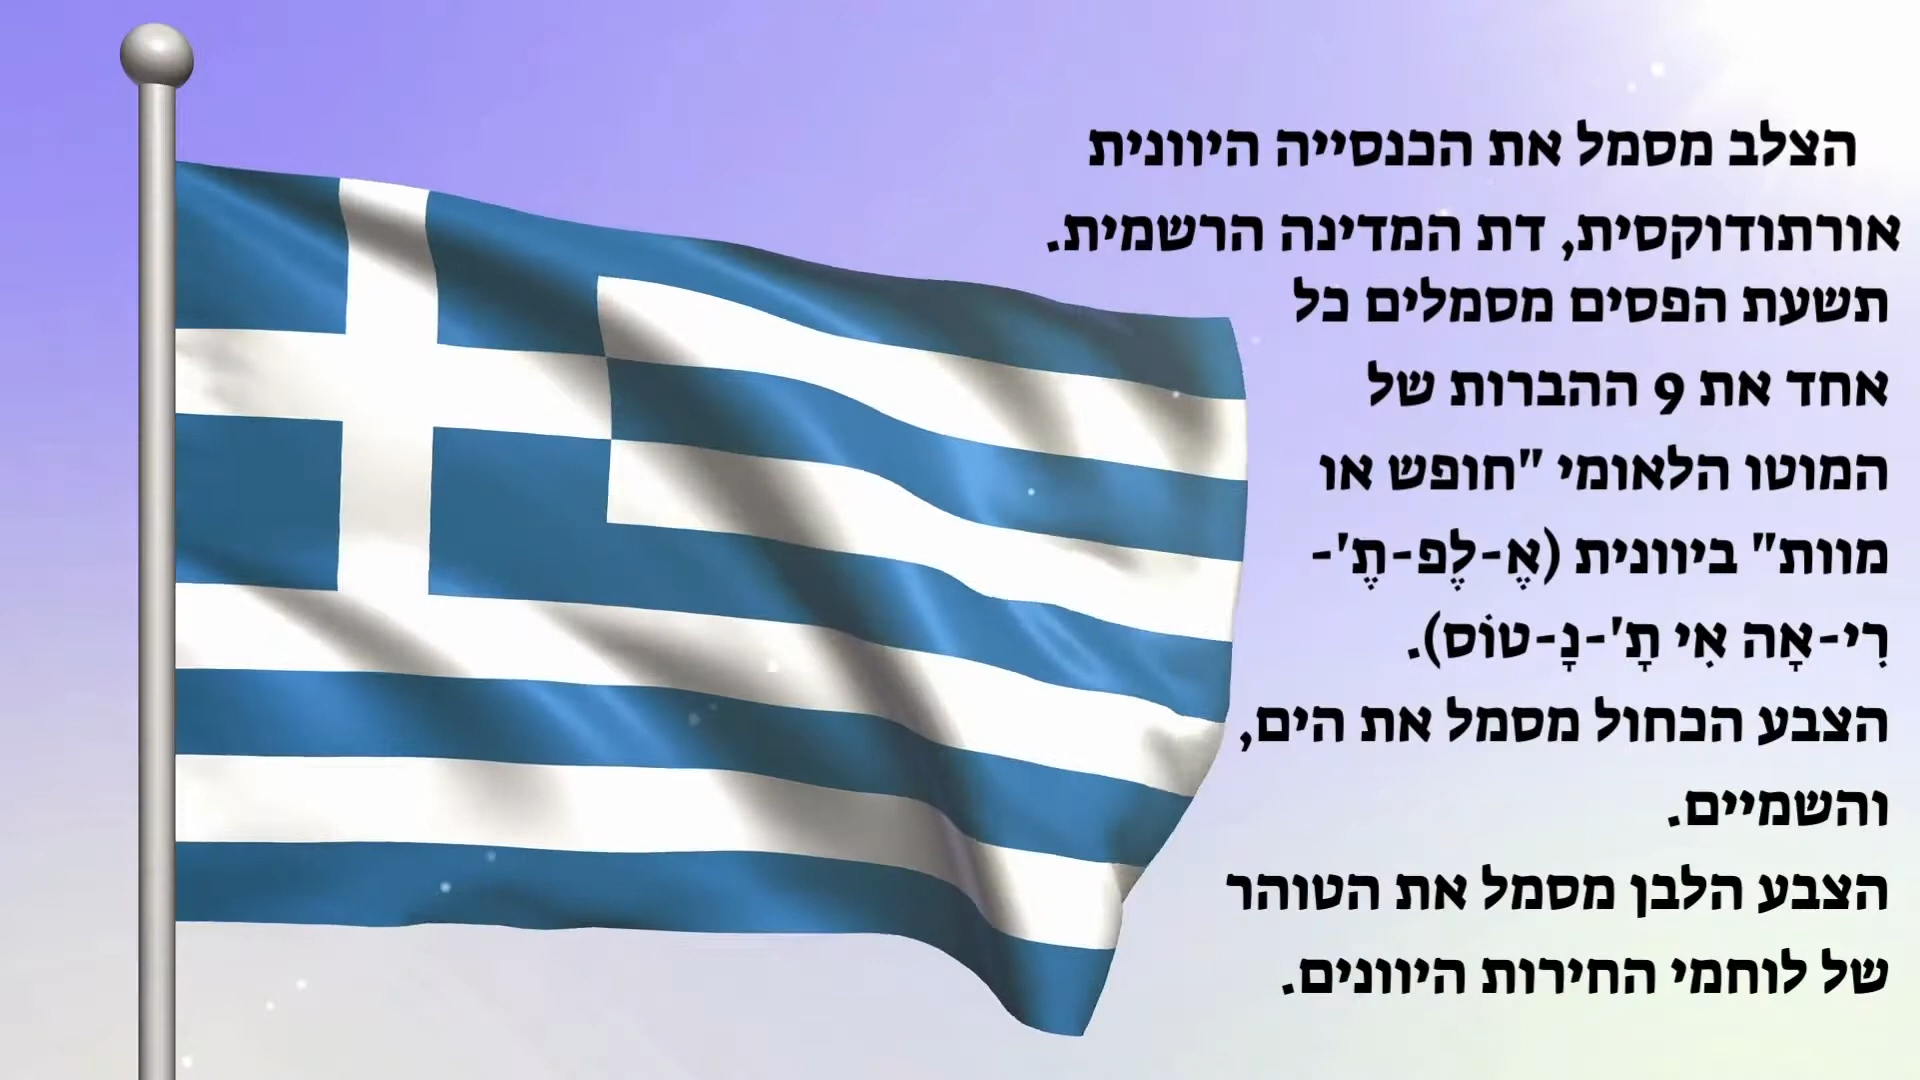 הצלב מסמל את הכנסייה היוונית
אורתודוקסית, דת המדינה הרשמית.
תשעת הפסים מסמלים כל
אחד את 9 ההברות של
המוטו הלאומי "חופש או
מוות" ביוונית (אֶ-לֶפ-תֶ'-
רִי-אָה אִי תָ'-נָ-טוֹס).
הצבע הכחול מסמל את הים,
והשמיים.
הצבע הלבן מסמל את הטוהר
של לוחמי החירות היוונים.